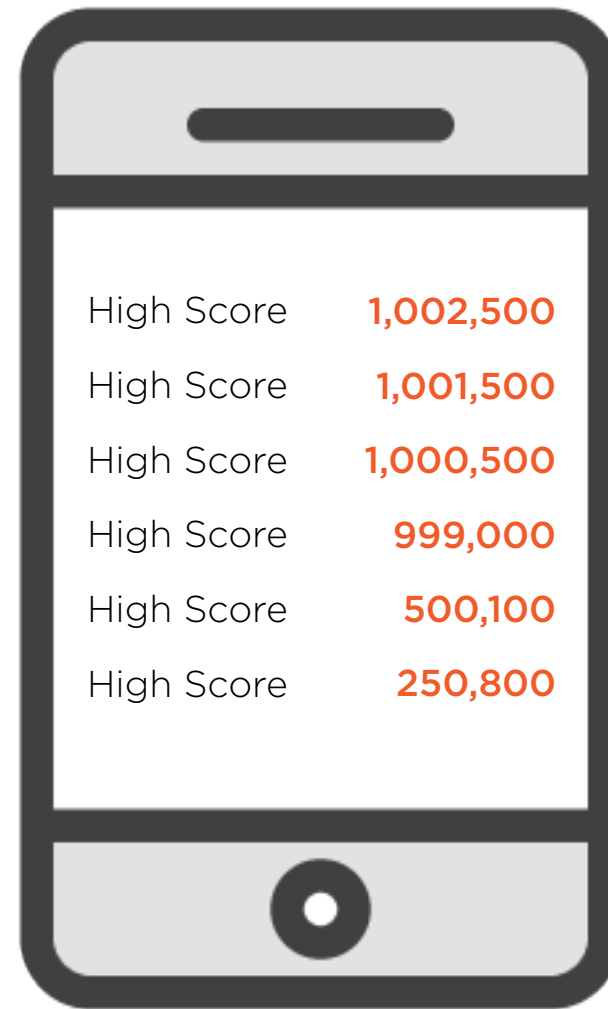 High Score 1,002,500
High Score 1,001,500
High Score 1,000,500
High Score 999,000
High Score 500,100
High Score 250,800